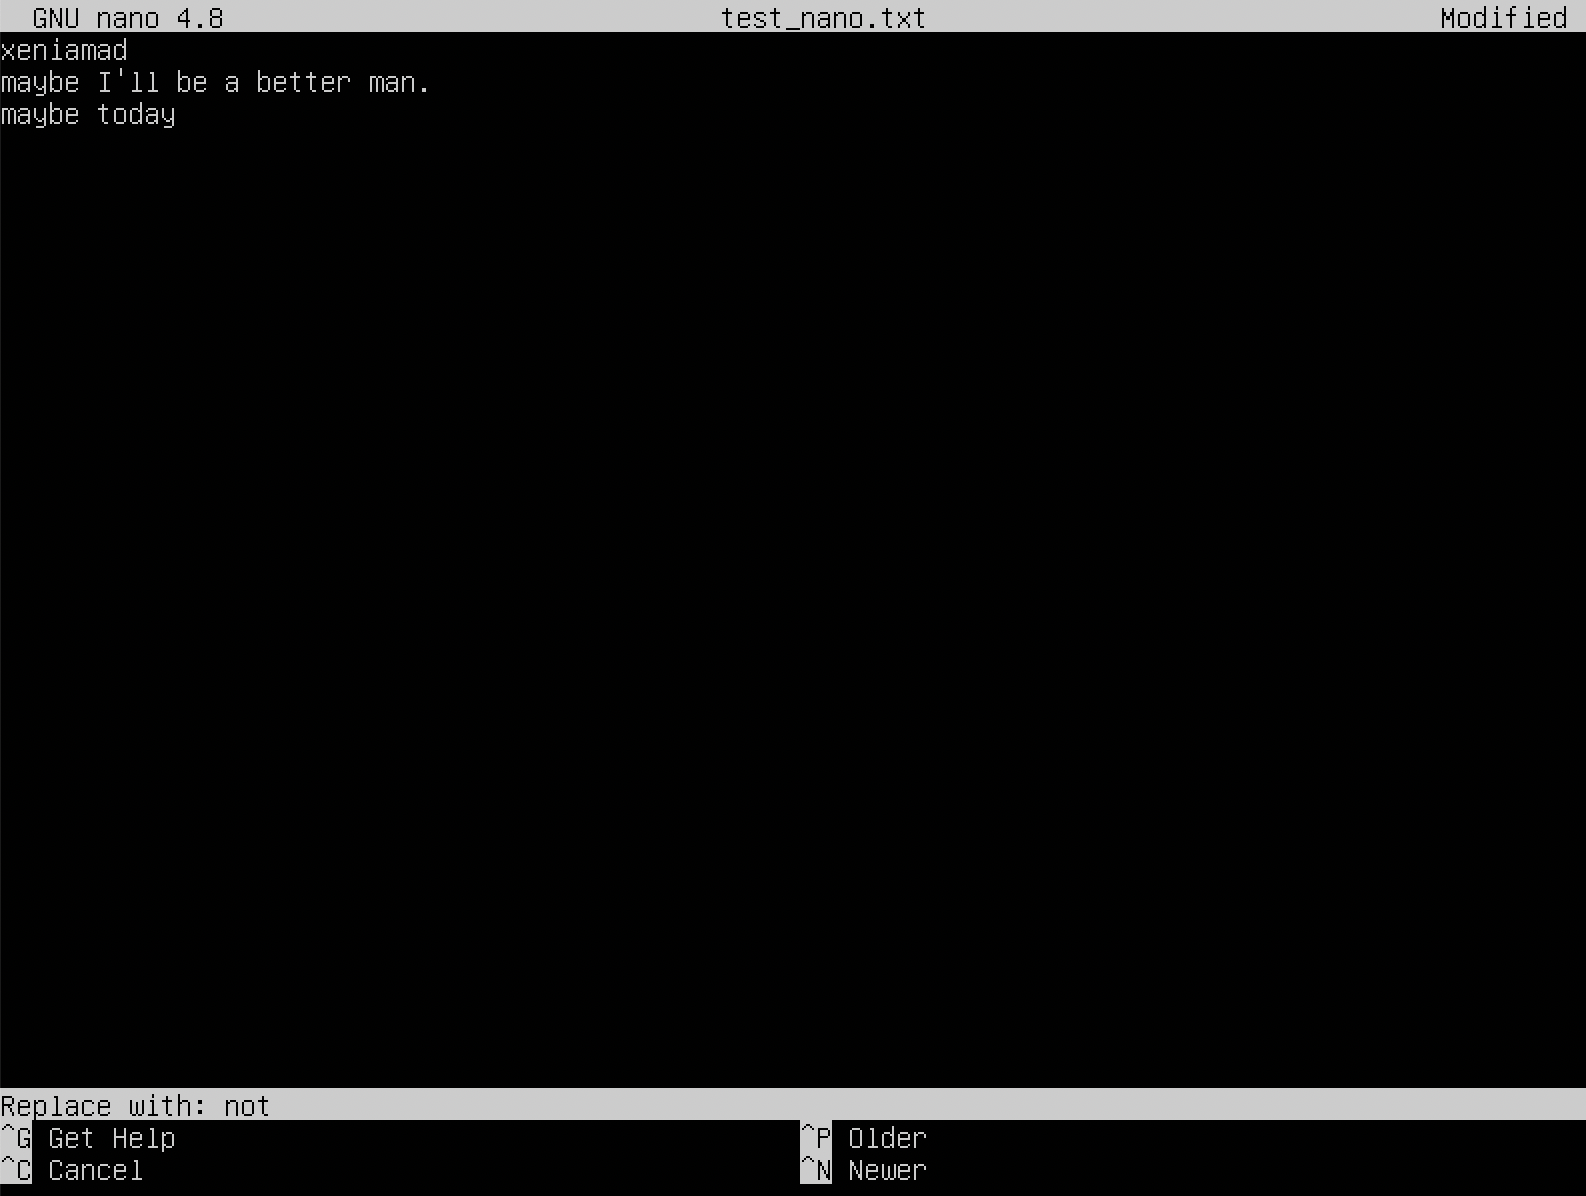 GNU nano 4.8 test_nano.txt Modified
xeniamad
maybe I'll be a better man.
maybe today
Replace with: not
^G Get Help ^P Older
^C Cancel ^N Newer